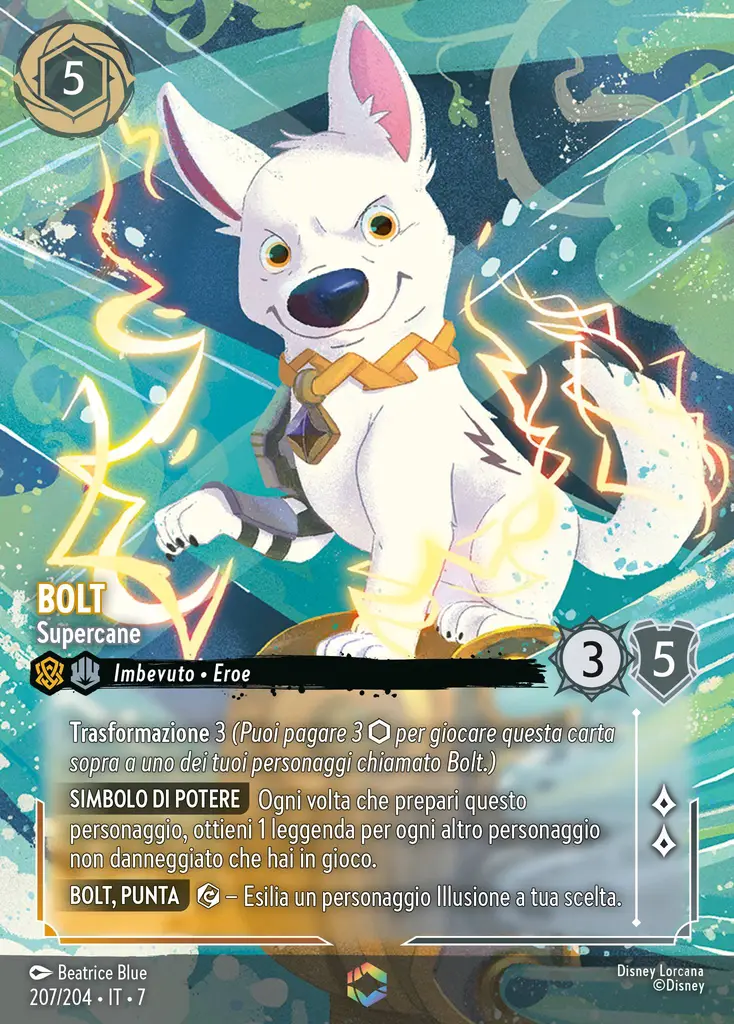 5
BOLT
Supercane
Imbevuto • Eroe
3
5
Trasformazione 3 (Puoi pagare 3 per giocare questa carta
sopra a uno dei tuoi personaggi chiamato Bolt.)
SIMBOLO DI POTERE Ogni volta che prepari questo
personaggio, ottieni 1 leggenda per ogni altro personaggio
non danneggiato che hai in gioco.
BOLT, PUNTA – Esilia un personaggio Illusione a tua scelta.
Beatrice Blue
207/204 • IT • 7
Disney Lorcana
©Disney